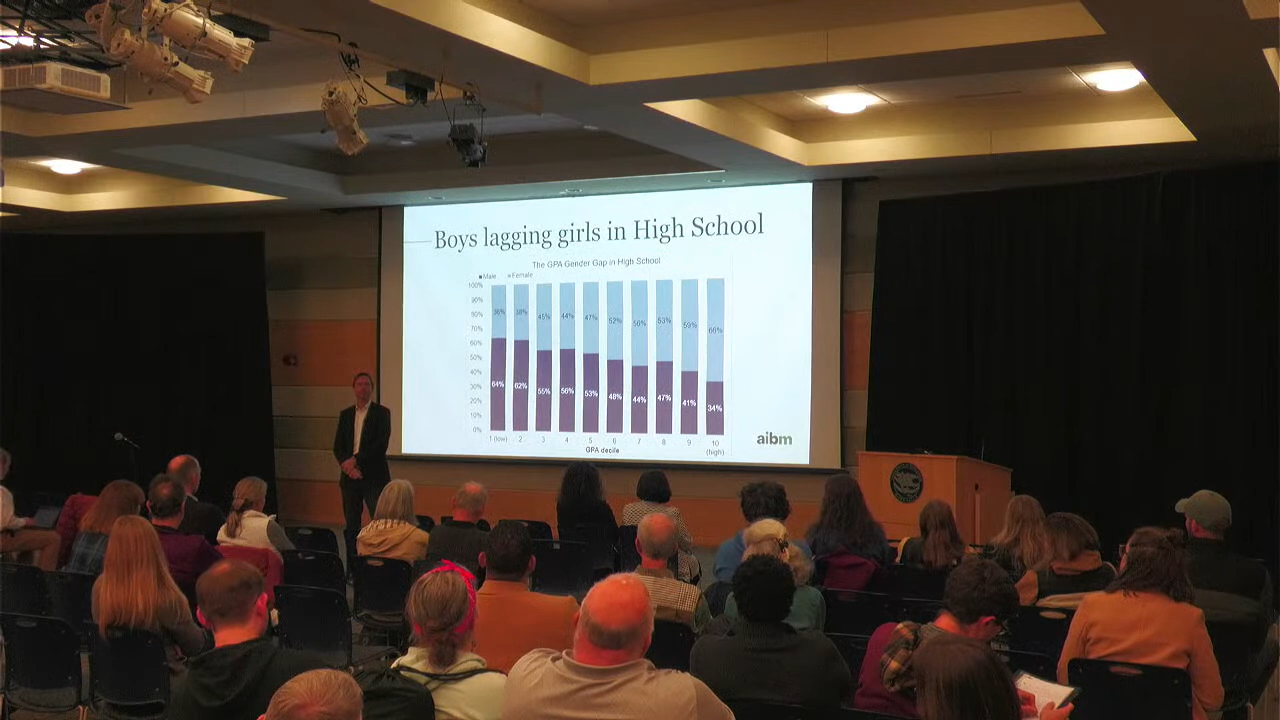 Boys lagging girls in High School
The GPA Gender Gap in High School
Male Female
100%
90%
80%
70%
60%
50%
40%
30%
20%
10%
0%
36% 38% 45% 44% 47% 52% 56% 53% 59% 66%
64% 62% 55% 56% 53% 48% 44% 47% 41% 34%
1 (low) 2 3 4 5 6 7 8 9 10 (high)
GPA decile
aibm